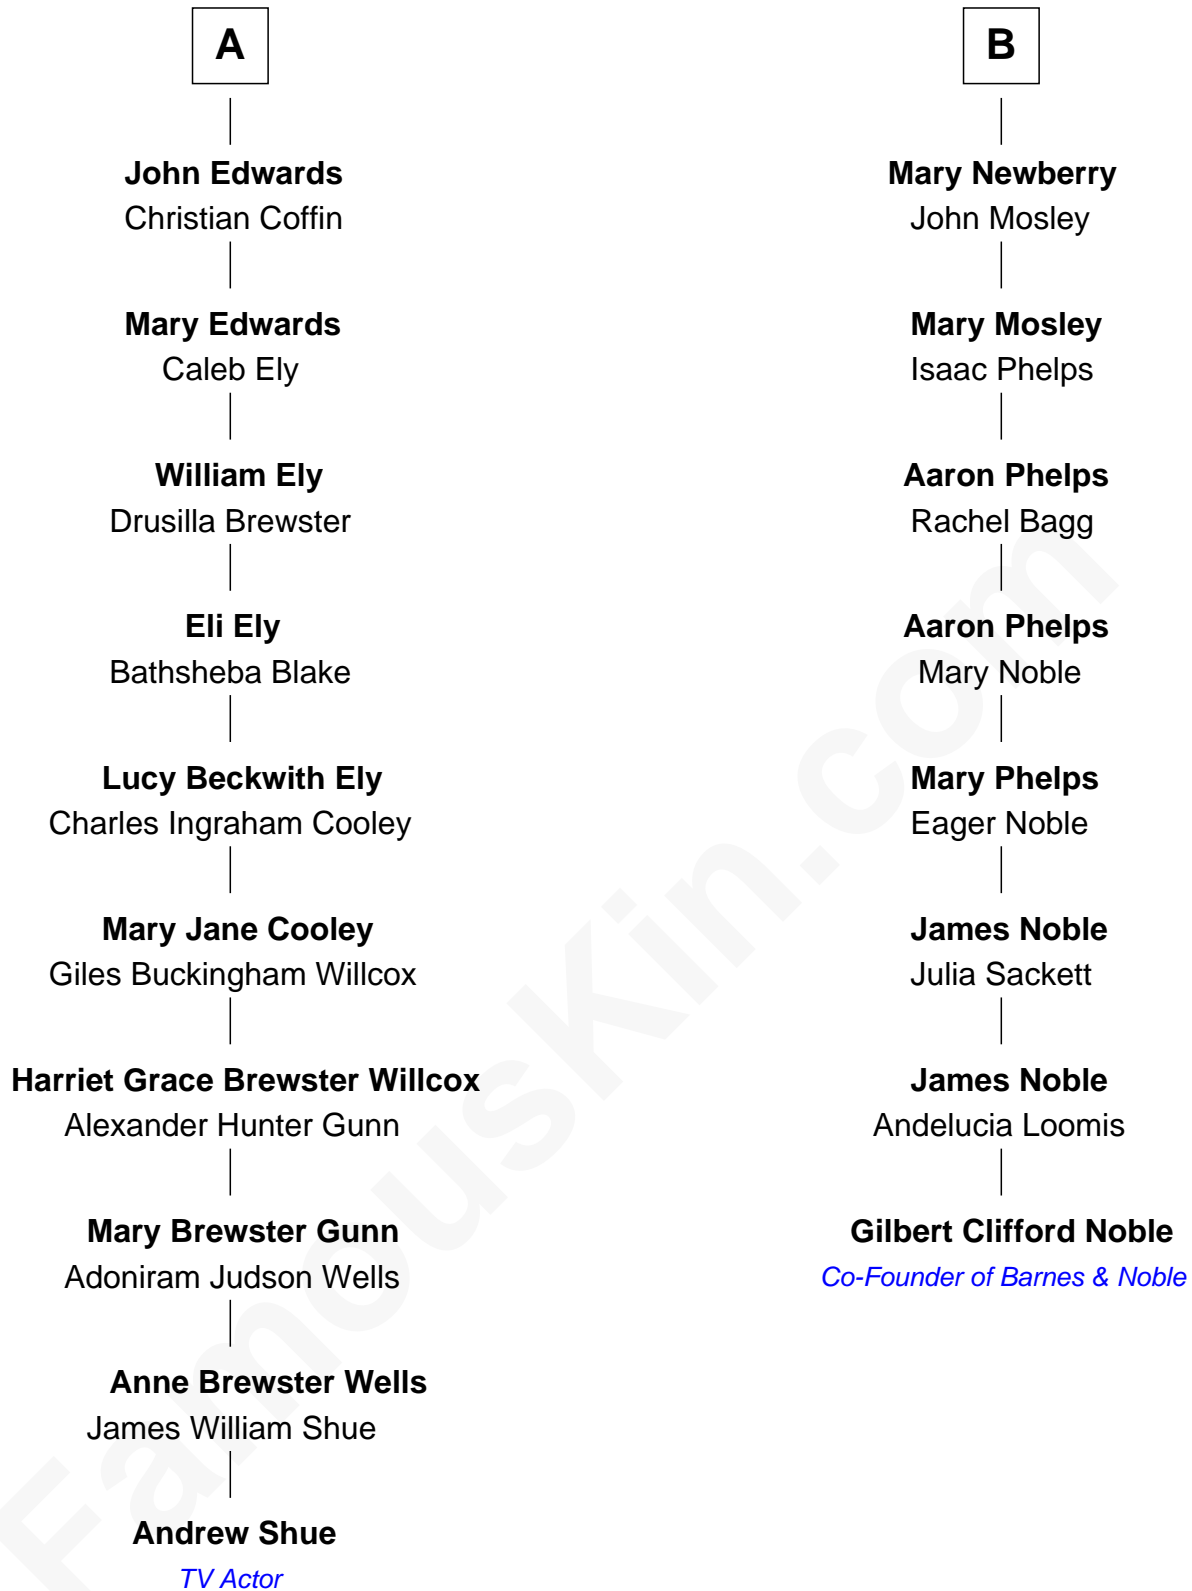 A
John Edwards
Christian Coffin
Mary Edwards
Caleb Ely
William Ely
Drusilla Brewster
Eli Ely
Bathsheba Blake
Lucy Beckwith Ely
Charles Ingraham Cooley
Mary Jane Cooley
Giles Buckingham Willcox
Harriet Grace Brewster Willcox
Alexander Hunter Gunn
Mary Brewster Gunn
Adoniram Judson Wells
Anne Brewster Wells
James William Shue
Andrew Shue
TV Actor
B
Mary Newberry
John Mosley
Mary Mosley
Isaac Phelps
Aaron Phelps
Rachel Bagg
Aaron Phelps
Mary Noble
Mary Phelps
Eager Noble
James Noble
Julia Sackett
James Noble
Andelucia Loomis
Gilbert Clifford Noble
Co-Founder of Barnes & Noble
FamousKin.com